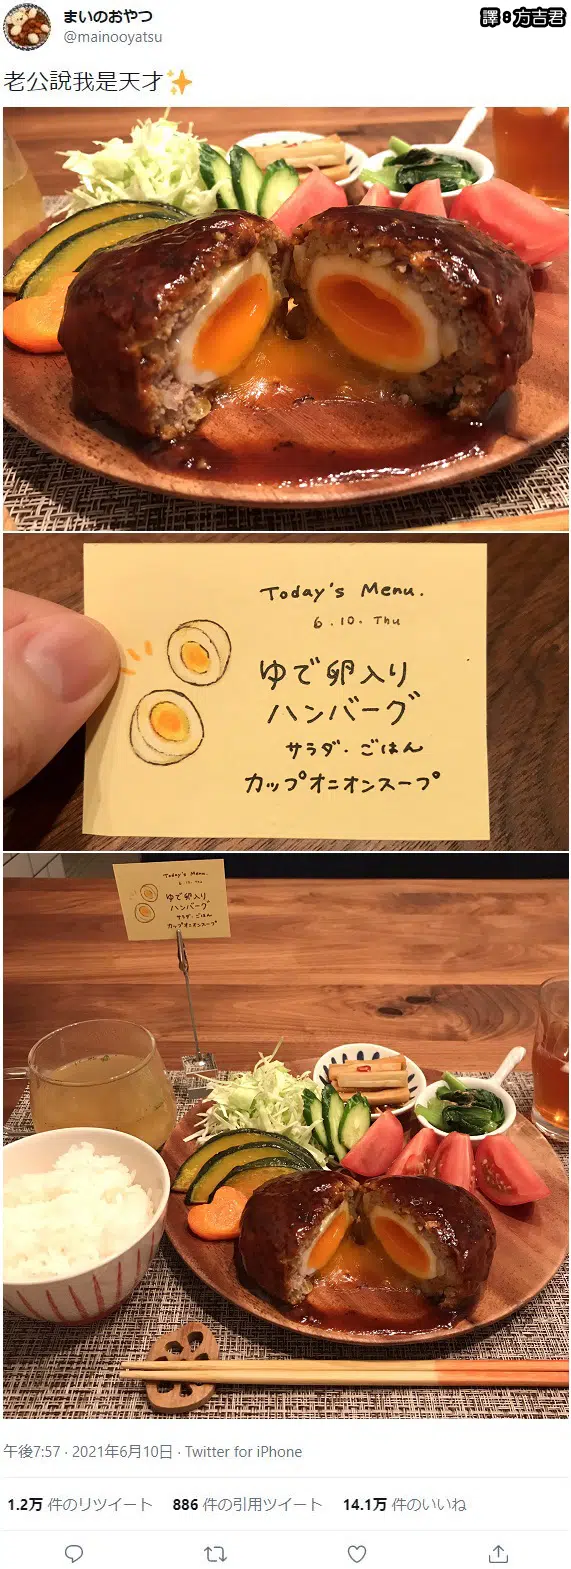 まいのおやつ
@mainooyatsu
譯8方吉君
老公說我是天才✨
Today's Menu.
6.10. Thu
ゆで卵入り
ハンバーグ
サラダ・ごはん
カップオニオンスープ
Today's Menu.
6.10. Thu
ゆで卵入り
ハンバーグ
サラダ・ごはん
カップオニオンスープ
午後7:57 · 2021年6月10日 · Twitter for iPhone
1.2万 件のリツイート 886 件の引用ツイート 14.1万 件のいいね